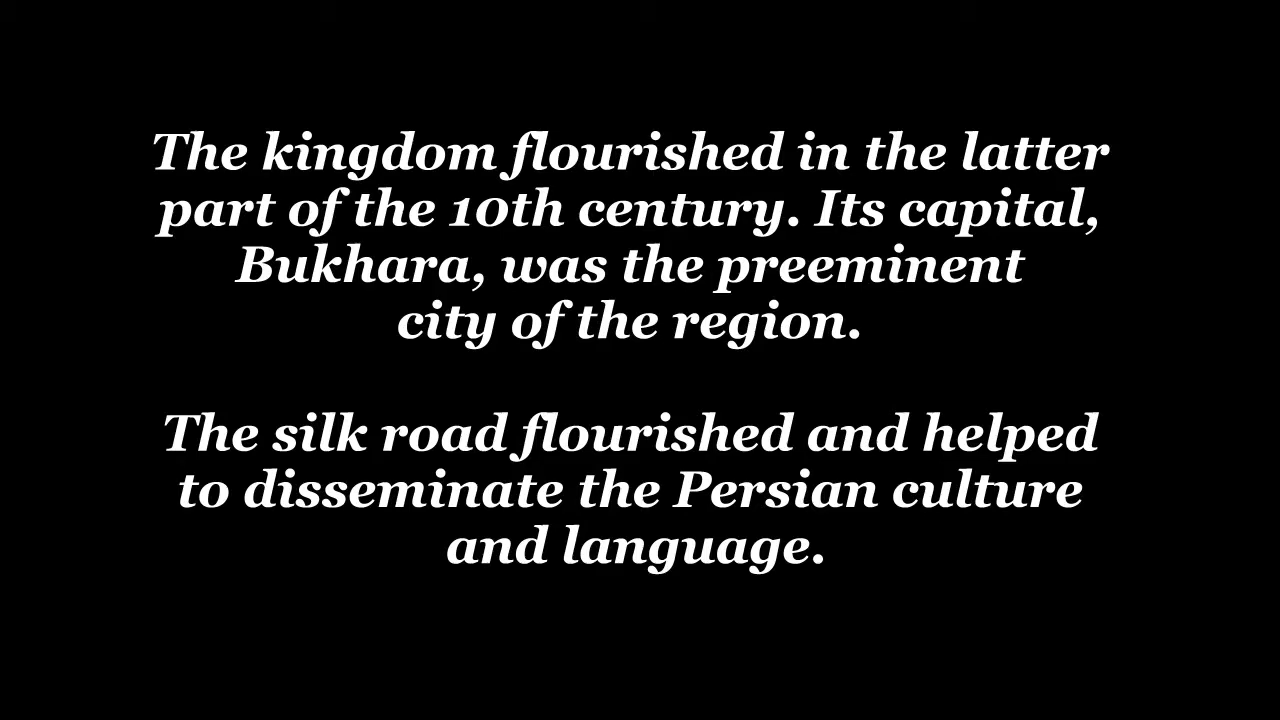 The kingdom flourished in the latter
part of the 10th century. Its capital,
Bukhara, was the preeminent
city of the region.
The silk road flourished and helped
to disseminate the Persian culture
and language.